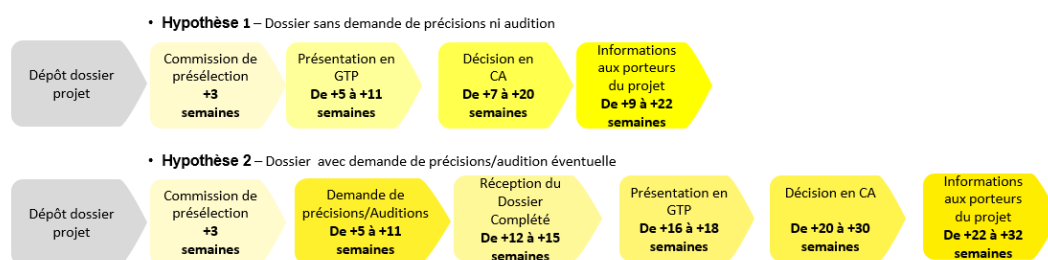 • Hypothèse 1 – Dossier sans demande de précisions ni audition
Dépôt dossier
projet
Commission de
présélection
+3
semaines
Présentation en
GTP
De +5 à +11
semaines
Décision en
CA
De +7 à +20
semaines
Informations
aux porteurs
du projet
De +9 à +22
semaines
• Hypothèse 2 – Dossier avec demande de précisions/audition éventuelle
Dépôt dossier
projet
Commission de
présélection
+3
semaines
Demande de
précisions/Auditions
De +5 à +11
semaines
Réception du
Dossier
Complété
De +12 à +15
semaines
Présentation en
GTP
De +16 à +18
semaines
Décision en CA
De +20 à +30
semaines
Informations
aux porteurs
du projet
De +22 à +32
semaines